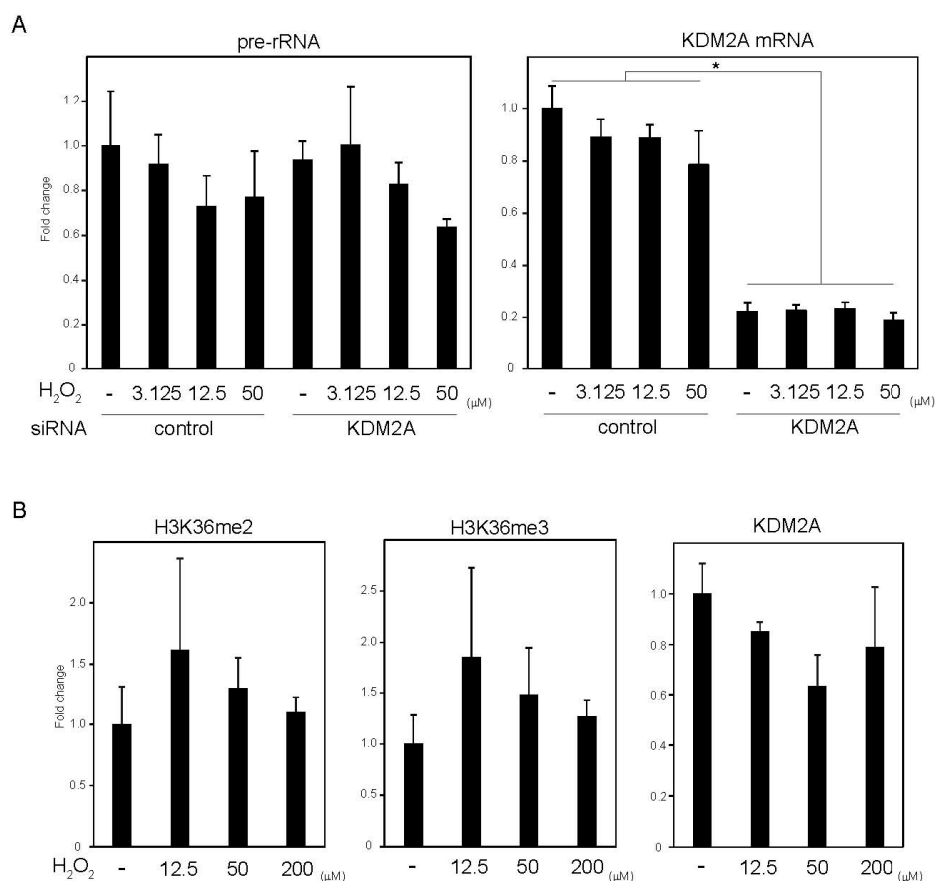 A
pre-rRNA
KDM2A mRNA
*
Fold change
1.2
1.0
0.8
0.6
0.4
0.2
0
1.0
0.8
0.6
0.4
0.2
0
H₂O₂ - 3.125 12.5 50 - 3.125 12.5 50 (μM) - 3.125 12.5 50 - 3.125 12.5 50 (μM)
siRNA control KDM2A control KDM2A
B
H3K36me2
H3K36me3
KDM2A
Fold change
2.0
1.5
1.0
0.5
0
2.5
2.0
1.5
1.0
0.5
0
1.0
0.8
0.6
0.4
0.2
0
H₂O₂ - 12.5 50 200 (μM) - 12.5 50 200 (μM) - 12.5 50 200 (μM)